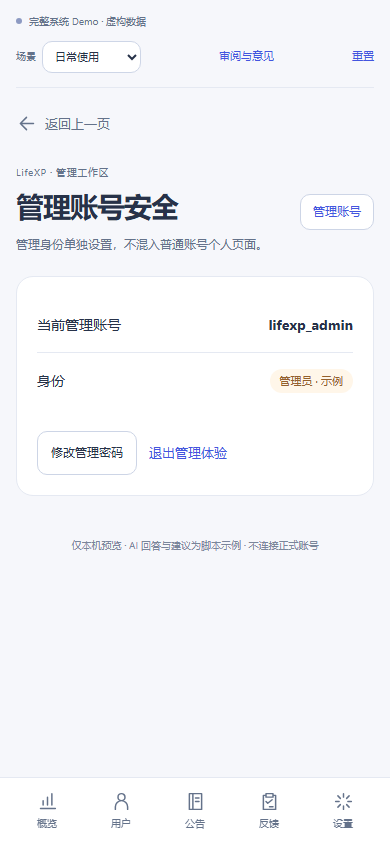 完整系统 Demo · 虚构数据
场景 日常使用 审阅与意见 重置
返回上一页
LifeXP · 管理工作区
管理账号安全
管理账号
管理身份单独设置，不混入普通账号个人页面。
当前管理账号 lifexp_admin
身份 管理员 · 示例
修改管理密码 退出管理体验
仅本机预览 · AI 回答与建议为脚本示例 · 不连接正式账号
概览 用户 公告 反馈 设置